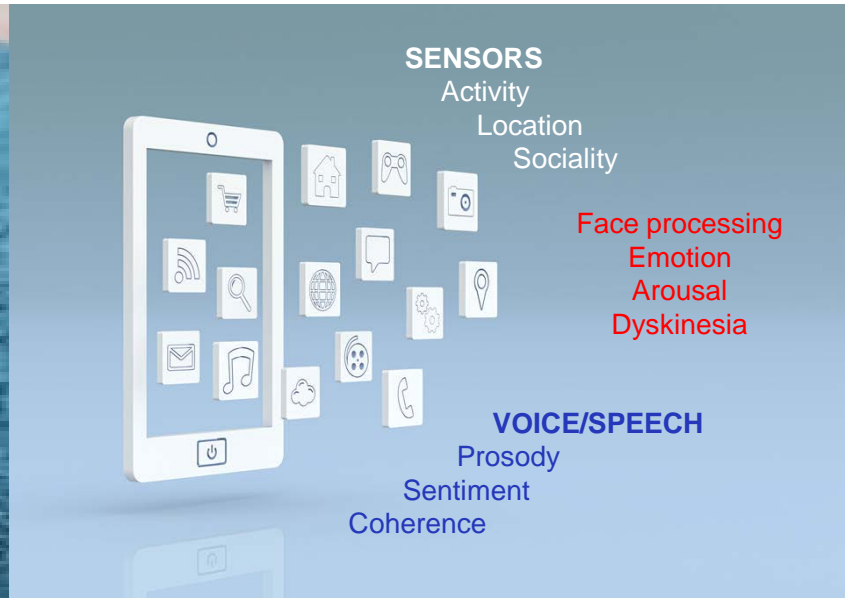 SENSORS
Activity
Location
Sociality
Face processing
Emotion
Arousal
Dyskinesia
VOICE/SPEECH
Prosody
Sentiment
Coherence